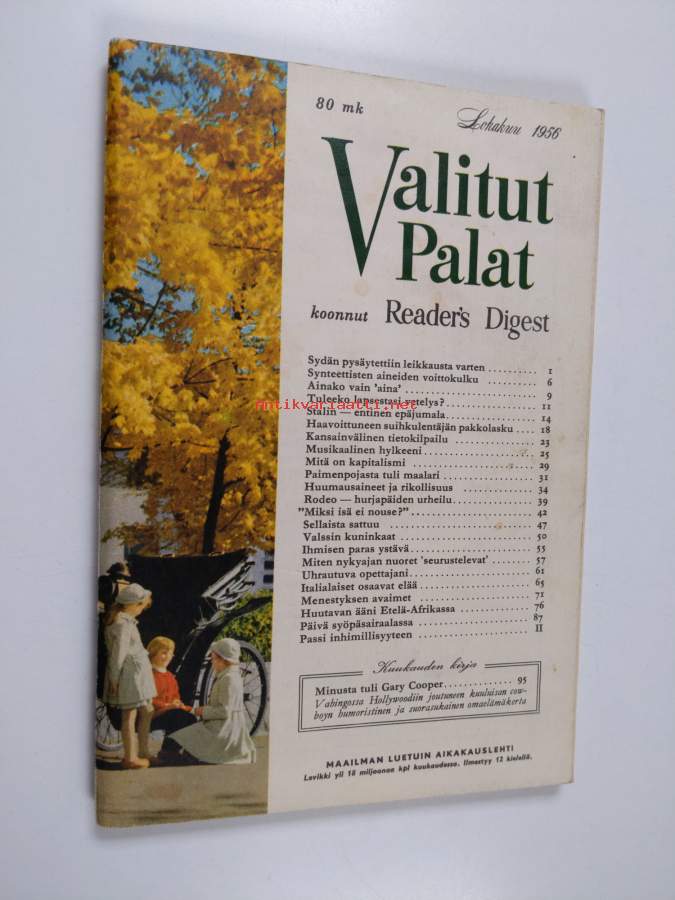 80 mk
Lokakuu 1956
Valitut
Palat
koonnut Reader's Digest
Sydän pysäytettiin leikkausta varten .......... 1
Synteettisten aineiden voittokulku ....... 6
Ainako vain 'aina' .................... 9
Tuleeko lapsestasi vetelys? ................ 11
antikvariaatti.net
Stalin — entinen epäjumala ................ 14
Haavoittuneen suihkulentäjän pakkolasku .... 18
Kansainvälinen tietokilpailu ................ 23
Musikaalinen hylkeeni .................... 25
Mitä on kapitalismi .................... 29
Paimenpojasta tuli maalari ................ 31
Huumausaineet ja rikollisuus ............ 34
Rodeo — hurjapäiden urheilu ................ 39
"Miksi isä ei nouse?" .................... 42
Sellaista sattuu .................... 47
Valssin kuninkaat .................... 50
Ihmisen paras ystävä .................... 55
Miten nykyajan nuoret 'seurustelevat' ........ 57
Uhrautuva opettajani .................... 61
Italialaiset osaavat elää ................ 65
Menestyksen avaimet .................... 71
Huutavan ääni Etelä-Afrikassa ............ 76
Päivä syöpäsairaalassa .................... 87
Passi inhimillisyyteen .................... II
Kuukauden kirja
Minusta tuli Gary Cooper .............. 95
Vahingossa Hollywoodiin joutuneen kuuluisan cow-
boyn humoristinen ja suorasukainen omaelämäkerta
MAAILMAN LUETUIN AIKAKAUSLEHTI
Levikki yli 18 miljoonaa kpl kuukaudessa. Ilmestyy 12 kielellä.